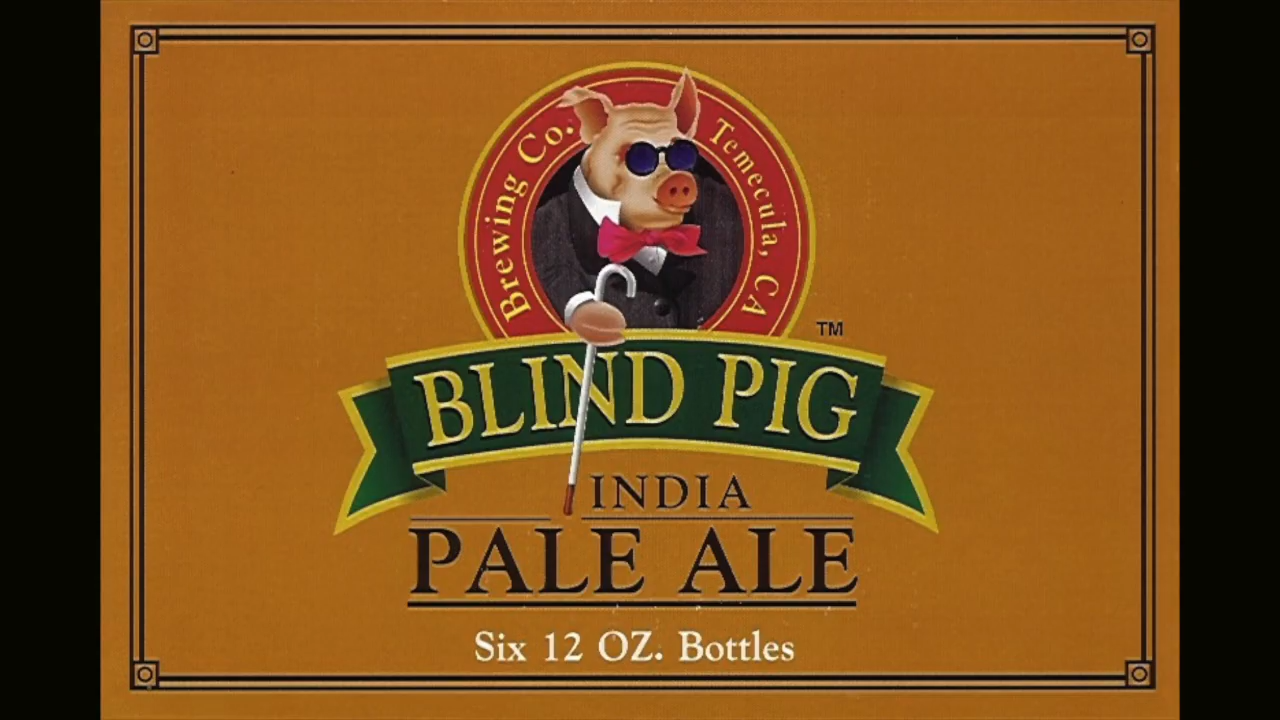 Brewing Co.
Temecula, CA
TM
BLIND PIG
INDIA
PALE ALE
Six 12 OZ. Bottles